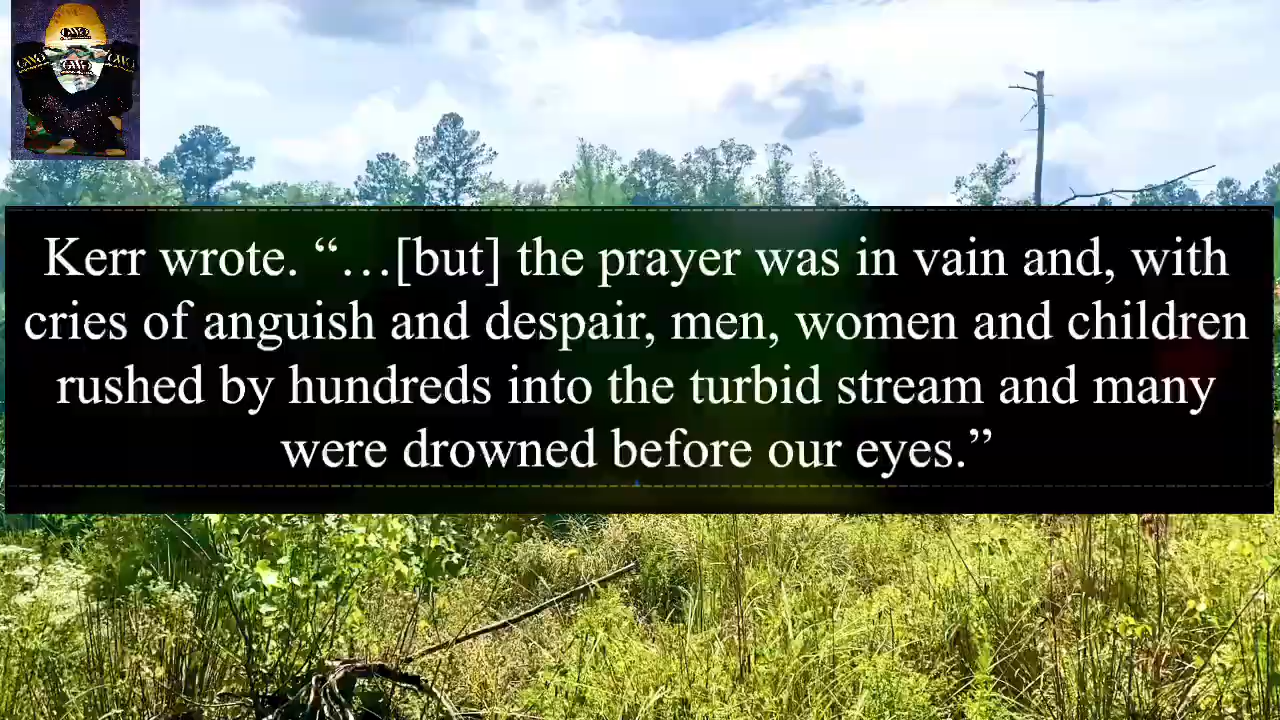 Kerr wrote. “…[but] the prayer was in vain and, with
cries of anguish and despair, men, women and children
rushed by hundreds into the turbid stream and many
were drowned before our eyes.”